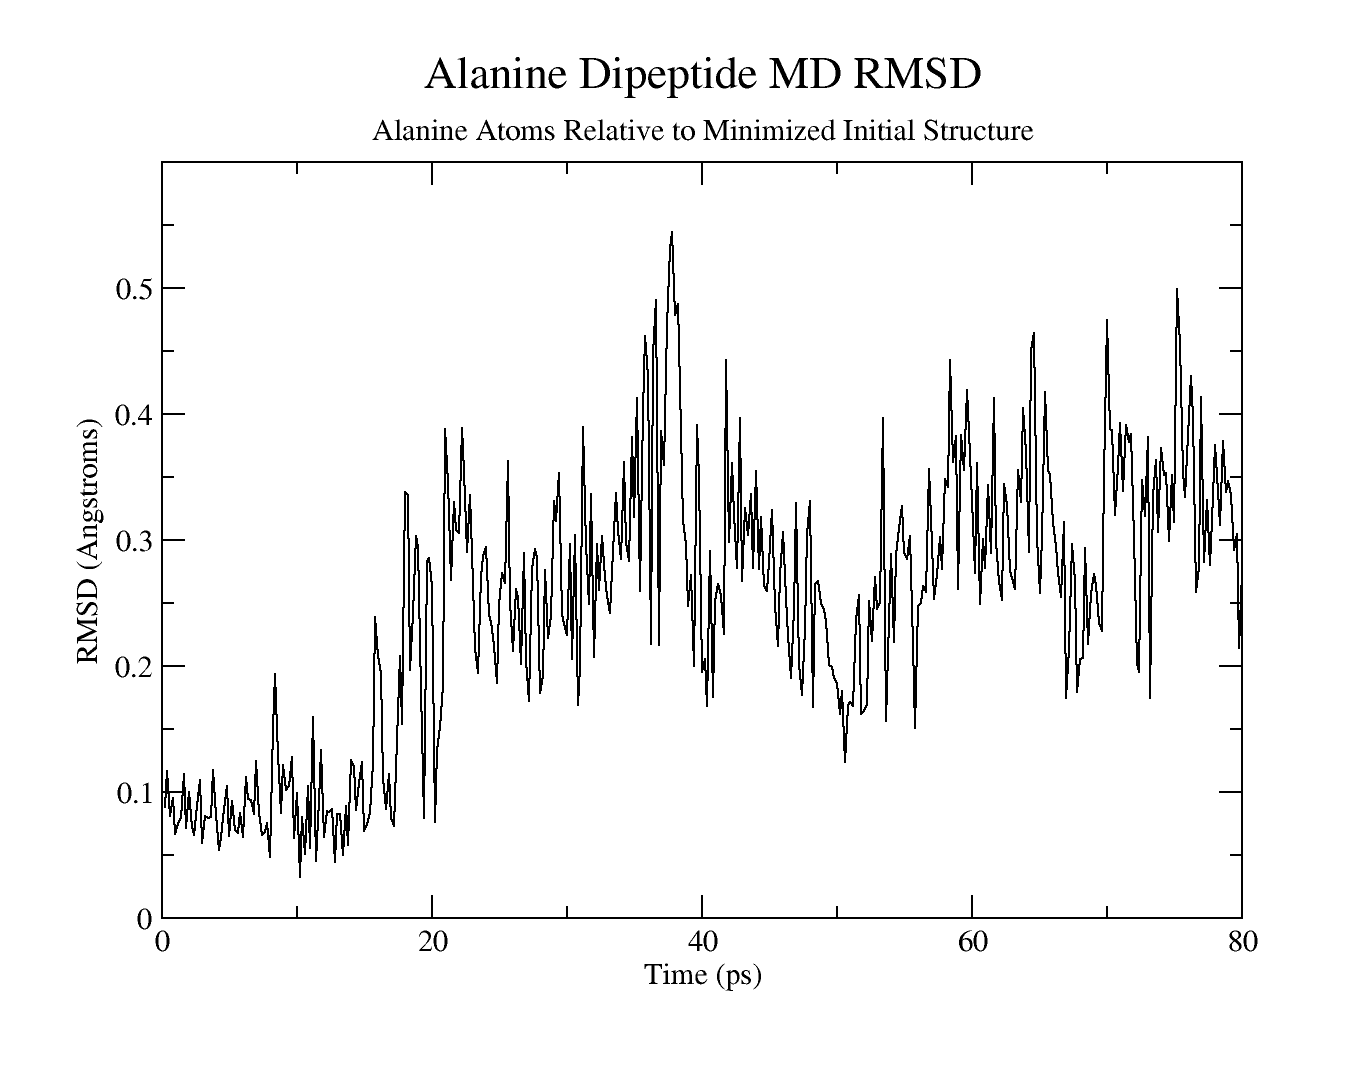 Alanine Dipeptide MD RMSD
Alanine Atoms Relative to Minimized Initial Structure
RMSD (Angstroms)
0.5
0.4
0.3
0.2
0.1
0
0 20 40 60 80
Time (ps)